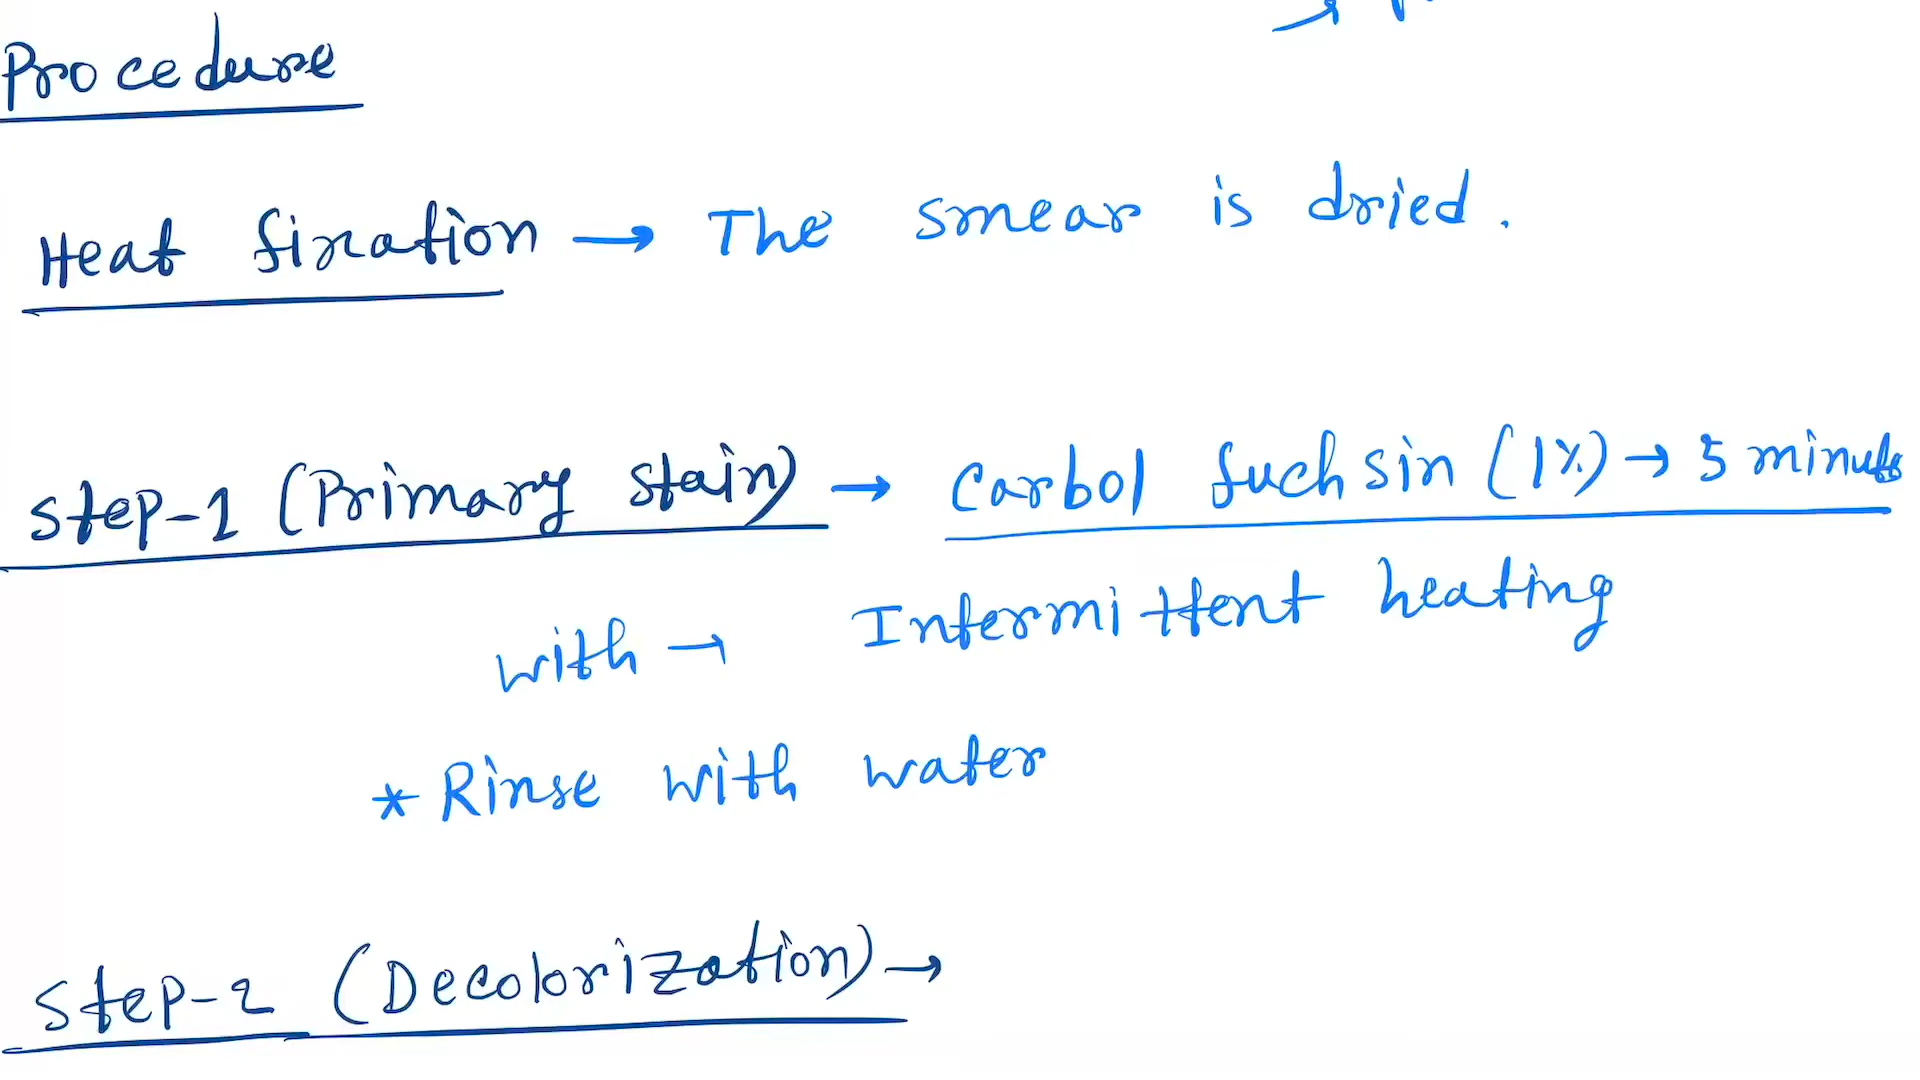 Procedure
Heat fixation → The smear is dried.
Step-1 (Primary stain) → Carbol fuchsin (1%) → 5 minutes
with → Intermittent heating
* Rinse with water
Step-2 (Decolorization) →